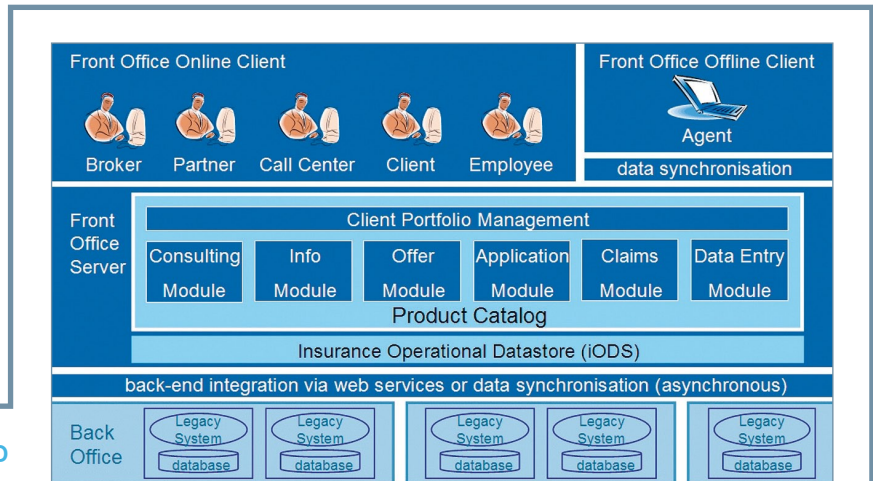 Front Office Online Client
Broker Partner Call Center Client Employee
Front Office Offline Client
Agent
data synchronisation
Front
Office
Server
Client Portfolio Management
Consulting
Module
Info
Module
Offer
Module
Application
Module
Claims
Module
Data Entry
Module
Product Catalog
Insurance Operational Datastore (iODS)
back-end integration via web services or data synchronisation (asynchronous)
Back
Office
Legacy
System
database
Legacy
System
database
Legacy
System
database
Legacy
System
database
Legacy
System
database